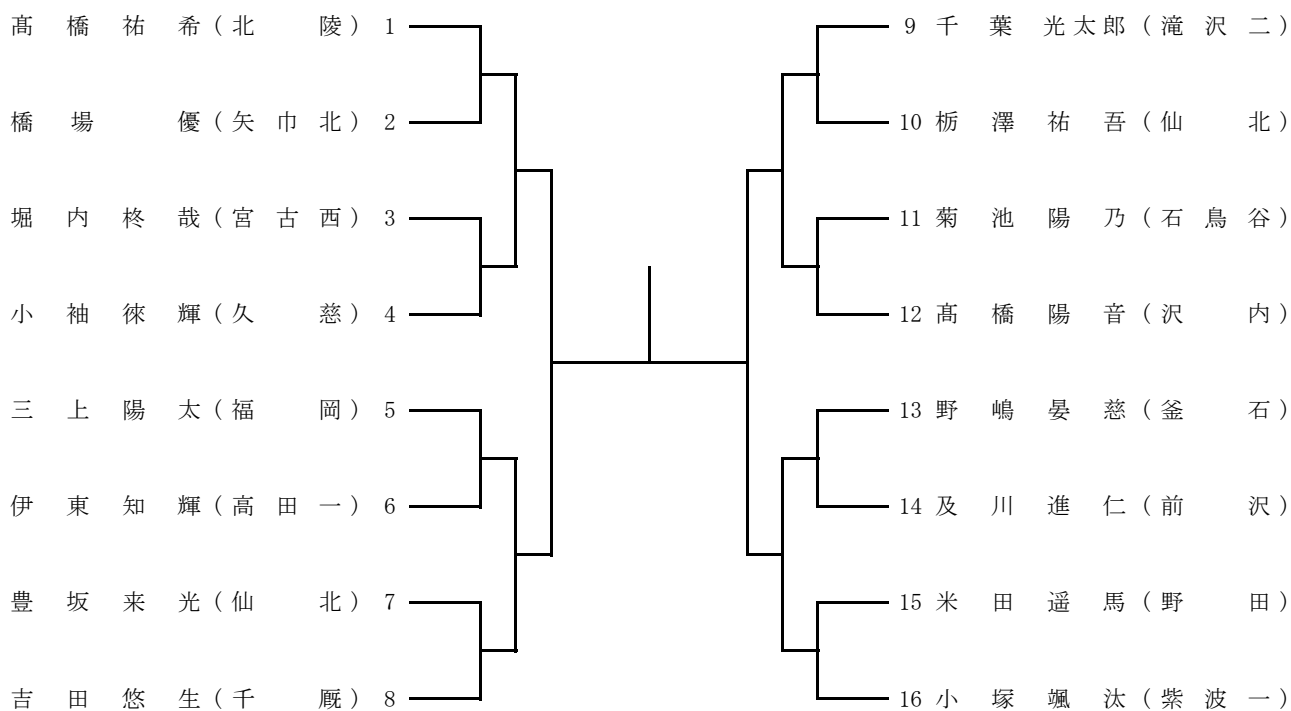 髙橋祐希(北陵) 1
橋場優(矢巾北) 2
堀内柊哉(宮古西) 3
小袖徠輝(久慈) 4
三上陽太(福岡) 5
伊東知輝(高田一) 6
豊坂来光(仙北) 7
吉田悠生(千厩) 8
9 千葉光太郎(滝沢二)
10 栃澤祐吾(仙北)
11 菊池陽乃(石鳥谷)
12 髙橋陽音(沢内)
13 野嶋晏慈(釜石)
14 及川進仁(前沢)
15 米田遥馬(野田)
16 小塚颯汰(紫波一)